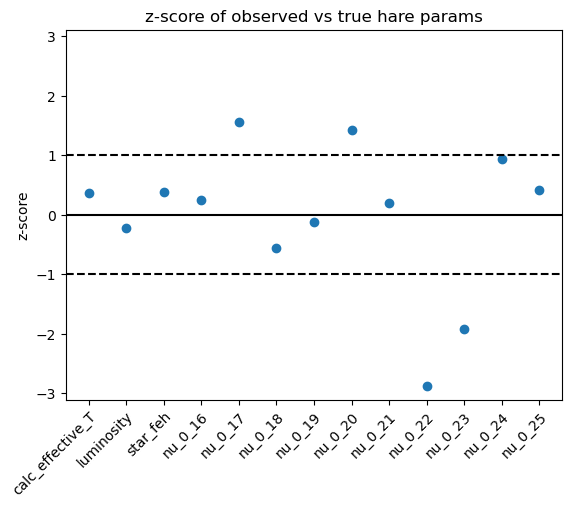 z-score of observed vs true hare params
3
2
1
0
−1
−2
−3
z-score
calc_effective_T
luminosity
star_feh
nu_0_16
nu_0_17
nu_0_18
nu_0_19
nu_0_20
nu_0_21
nu_0_22
nu_0_23
nu_0_24
nu_0_25